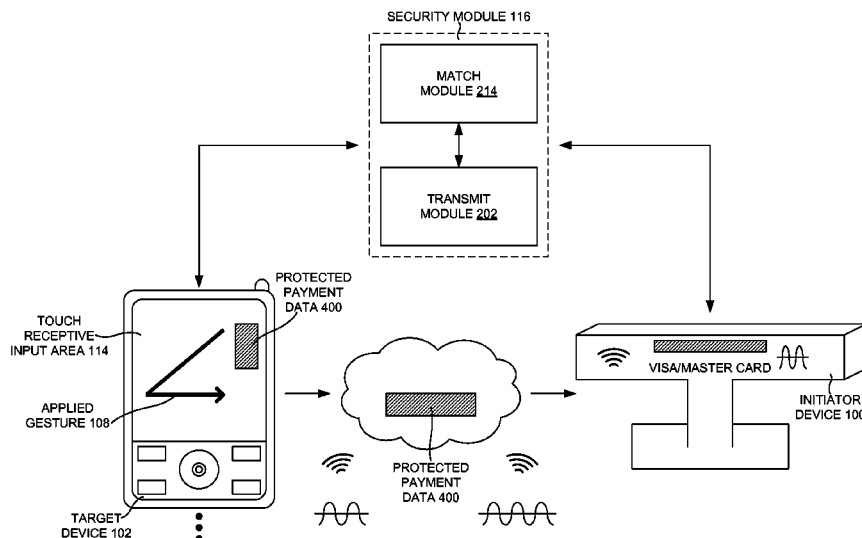 SECURITY MODULE 116
MATCH
MODULE 214
TRANSMIT
MODULE 202
PROTECTED
PAYMENT
DATA 400
TOUCH
RECEPTIVE
INPUT AREA 114
APPLIED
GESTURE 108
TARGET
DEVICE 102
PROTECTED
PAYMENT
DATA 400
VISA/MASTER CARD
INITIATOR
DEVICE 100